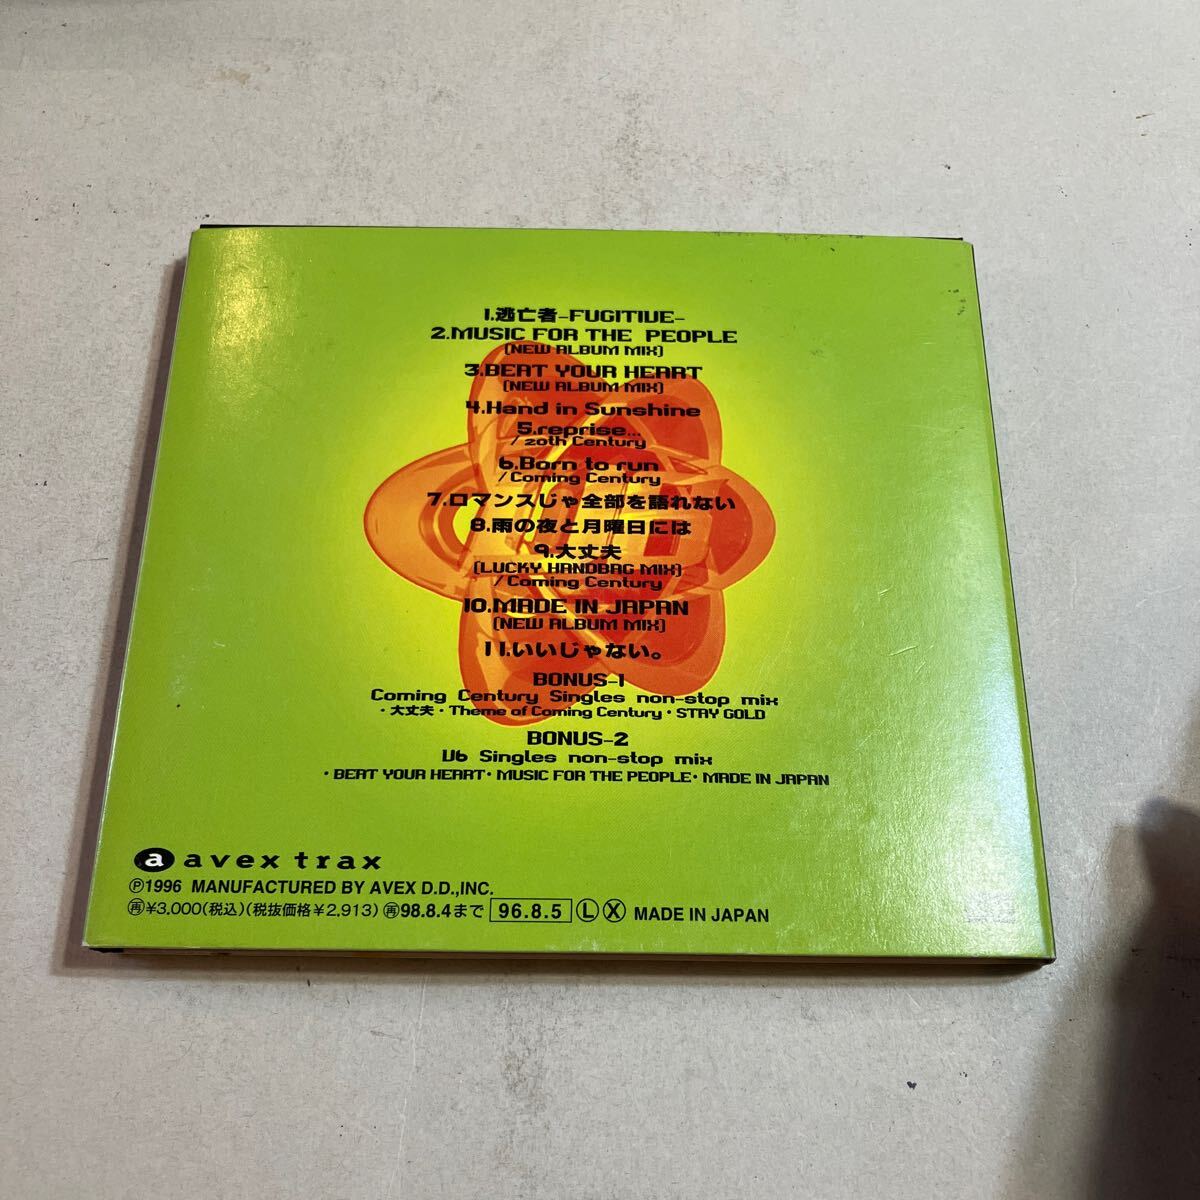 1.逃亡者-FUGITIVE-
2.MUSIC FOR THE PEOPLE
(NEW ALBUM MIX)
3.BEAT YOUR HEART
(NEW ALBUM MIX)
4.Hand in Sunshine
5.reprise...
/20th Century
6.Born to run
/Coming Century
7.ロマンスじゃ全部を語れない
8.雨の夜と月曜日には
9.大丈夫
(LUCKY HANDBAG MIX)
/Coming Century
10.MADE IN JAPAN
(NEW ALBUM MIX)
11.いいじゃない。
BONUS-1
Coming Century Singles non-stop mix
・大丈夫・Theme of Coming Century・STAY GOLD
BONUS-2
V6 Singles non-stop mix
・BEAT YOUR HEART・MUSIC FOR THE PEOPLE・MADE IN JAPAN
a avex trax
Ⓟ1996 MANUFACTURED BY AVEX D.D.,INC.
再¥3,000(税込)(税抜価格¥2,913)再98.8.4まで 96.8.5 Ⓛ Ⓧ MADE IN JAPAN